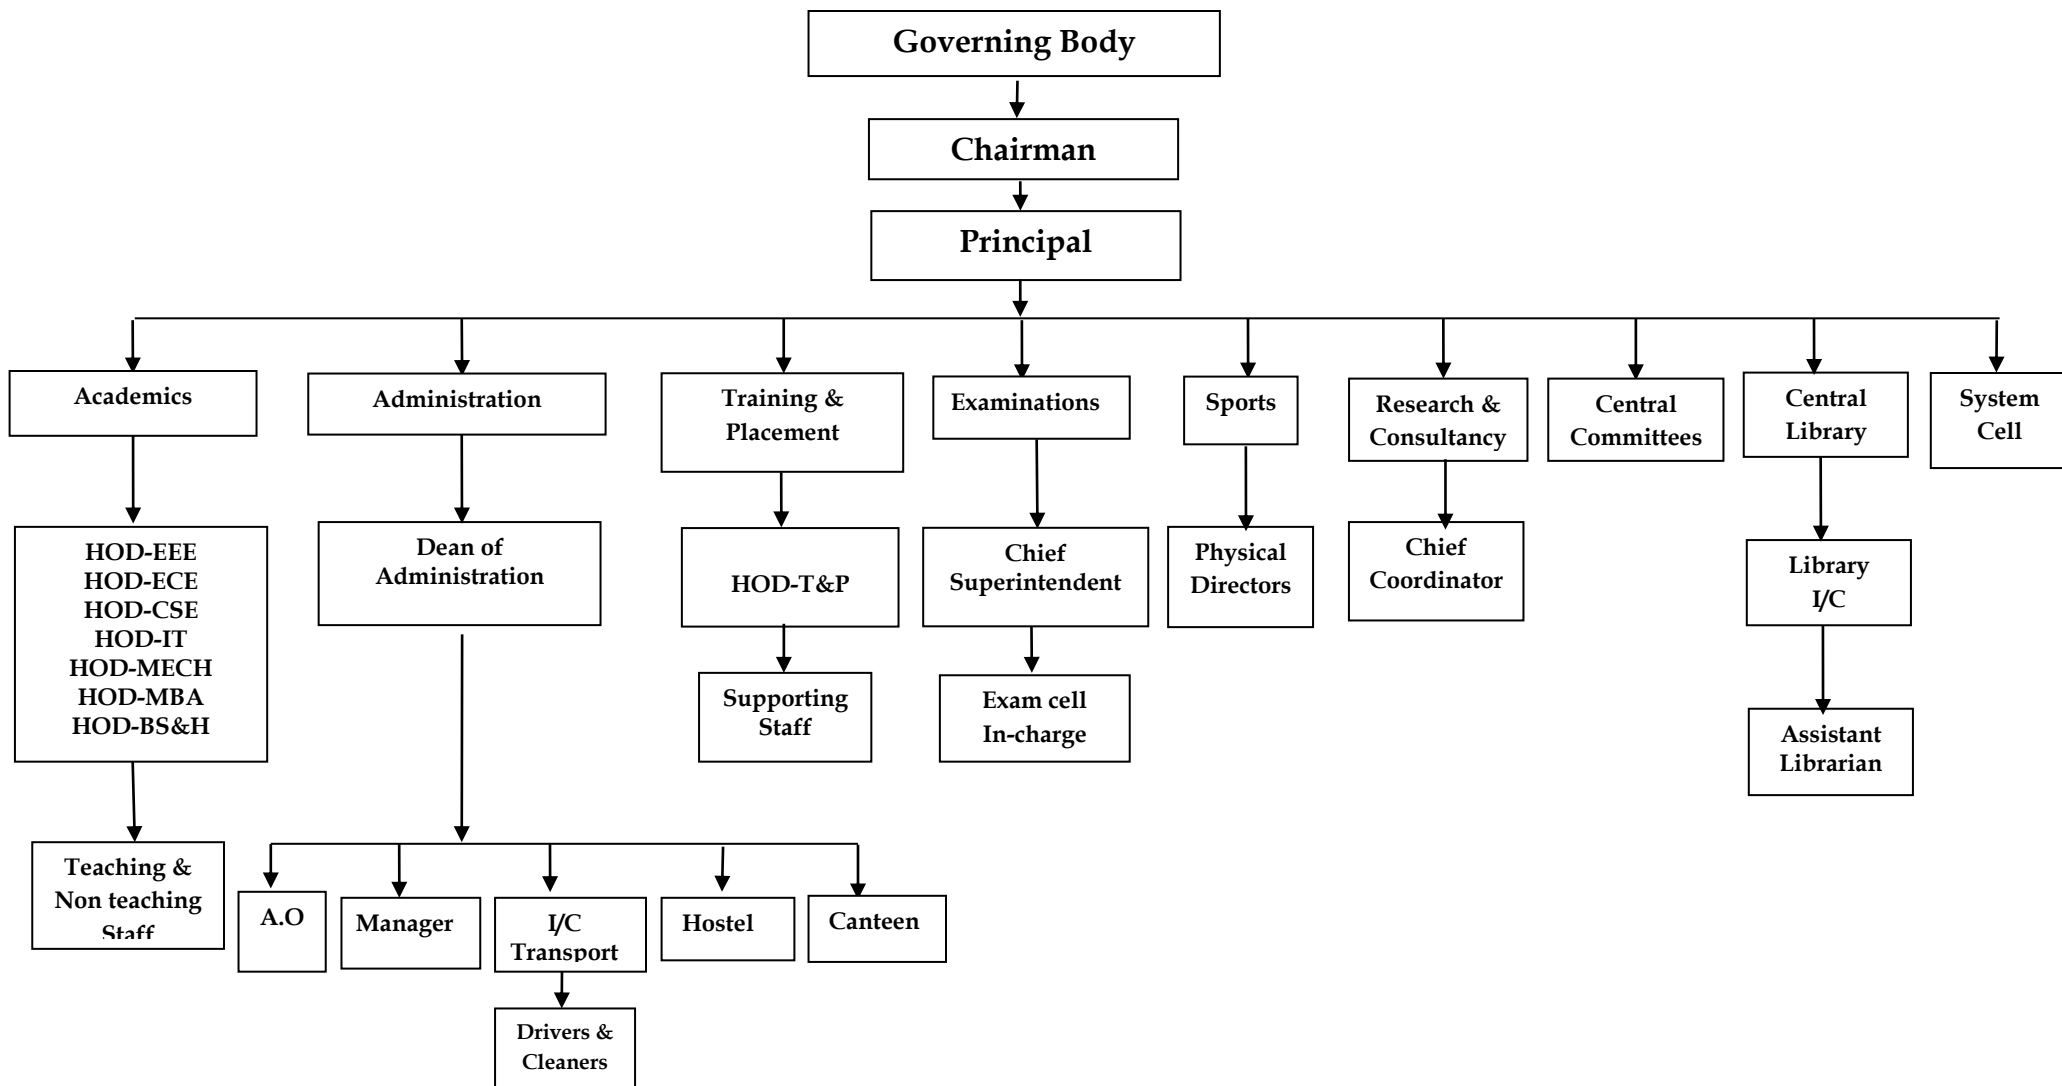 Governing Body
Chairman
Principal
Academics
Administration
Training &
Placement
Examinations
Sports
Research &
Consultancy
Central
Committees
Central
Library
System
Cell
HOD-EEE
HOD-ECE
HOD-CSE
HOD-IT
HOD-MECH
HOD-MBA
HOD-BS&H
Dean of
Administration
HOD-T&P
Chief
Superintendent
Physical
Directors
Chief
Coordinator
Library
I/C
Supporting
Staff
Exam cell
In-charge
Assistant
Librarian
Teaching &
Non teaching
Staff
A.O
Manager
I/C
Transport
Hostel
Canteen
Drivers &
Cleaners